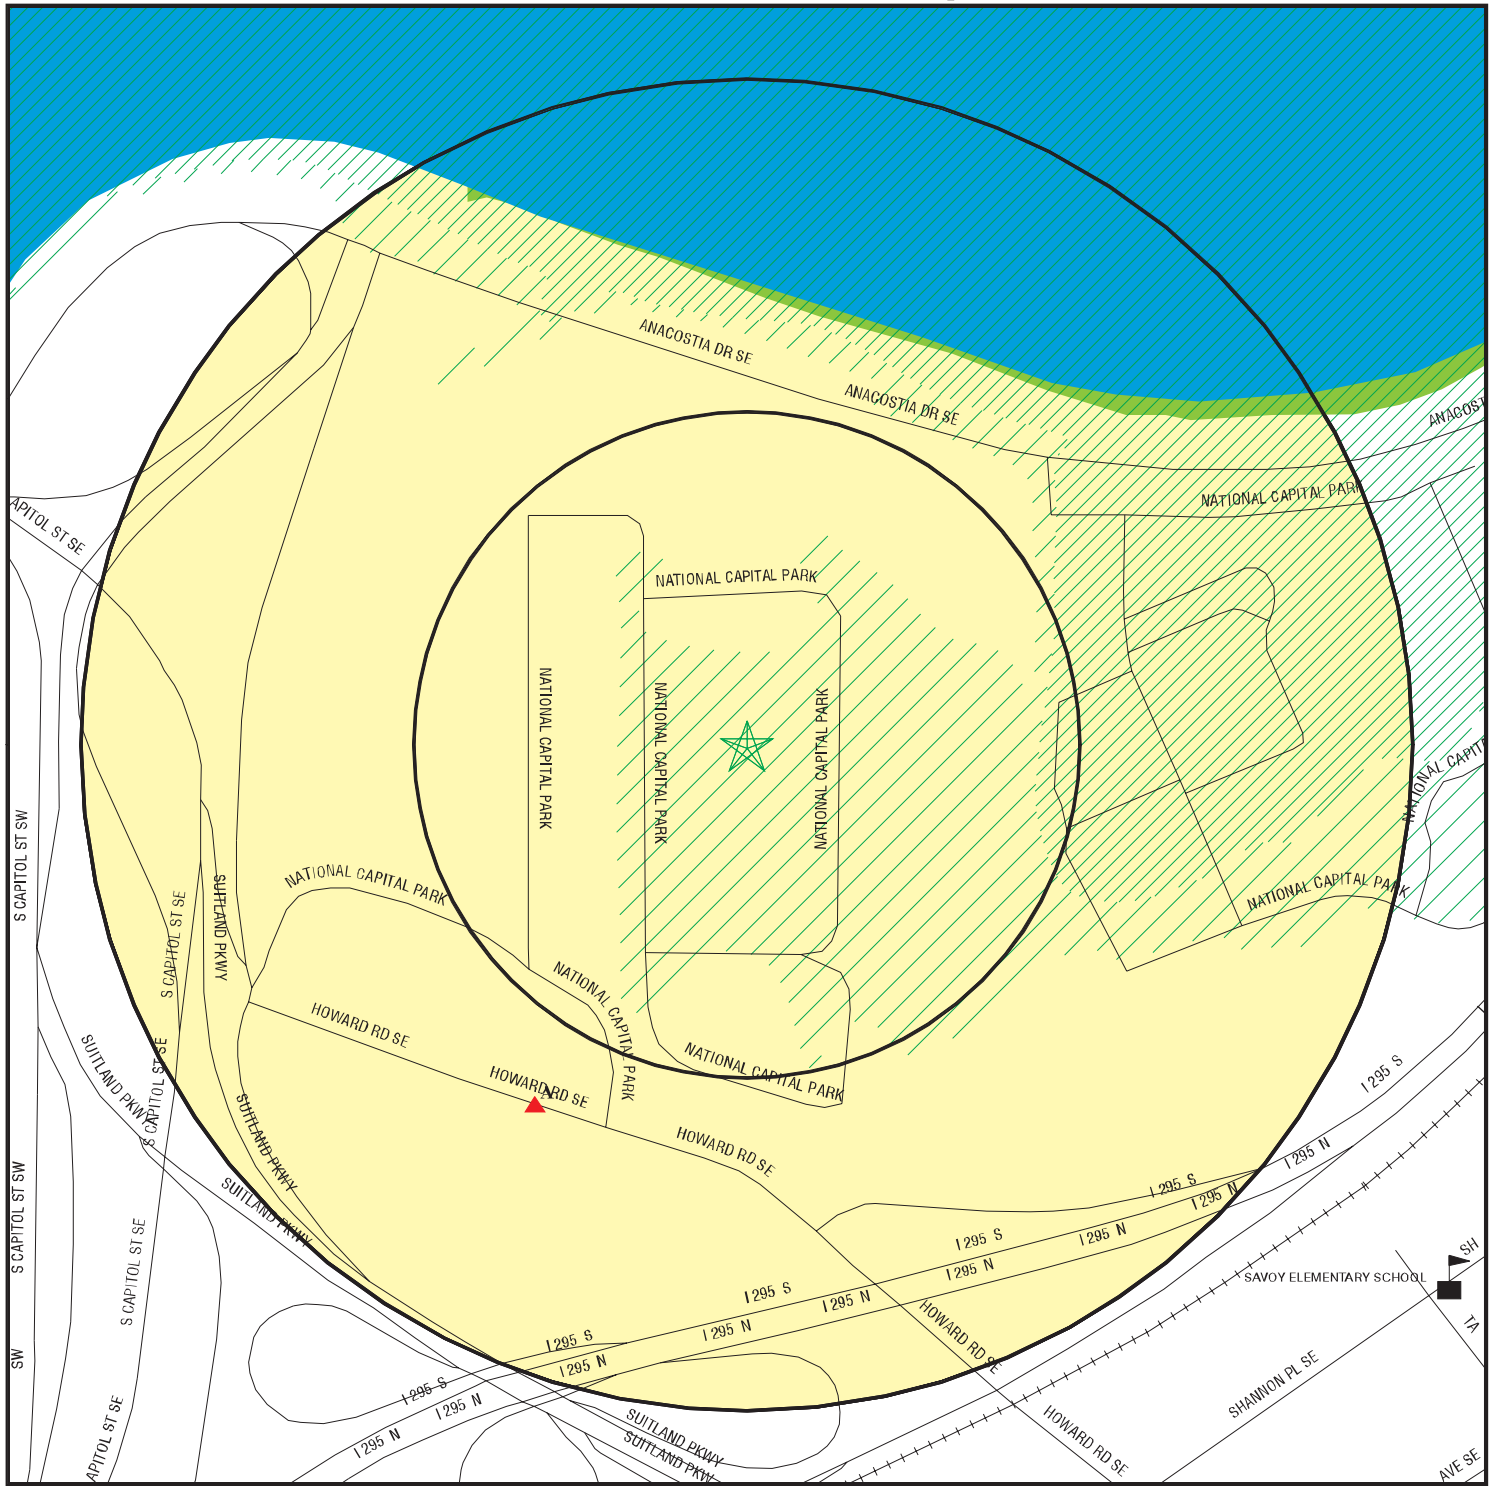 ANACOSTIA DR SE
ANACOSTIA DR SE
ANACOST
NATIONAL CAPITAL PARK
APITOL ST SE
NATIONAL CAPITAL PARK
NATIONAL CAPITAL PARK
NATIONAL CAPITAL PARK
NATIONAL CAPITAL PARK
NATIONAL CAPIT
S CAPITOL ST SW
SUITLAND PKWY
S CAPITOL ST SE
NATIONAL CAPITAL PARK
NATIONAL CAPITAL PARK
NATIONAL CAPITAL PARK
HOWARD RD SE
SUITLAND PKWY
S CAPITOL ST SE
NATIONAL CAPITAL PARK
HOWARD RD SE
SUITLAND PKWY
HOWARD RD SE
I 295 S
I 295 N
S CAPITOL ST SW
SUITLAND PKWY
I 295 S
I 295 N
S CAPITOL ST SE
I 295 S
I 295 N
I 295 N
SH
SAVOY ELEMENTARY SCHOOL
I 295 S
I 295 N
I 295 N
HOWARD RD SE
TA
SW
I 295 S
I 295 N
I 295 S
I 295 N
SHANNON PL SE
APITOL ST SE
I 295 N
SUITLAND PKWY
SUITLAND PKW
HOWARD RD SE
AVE SE